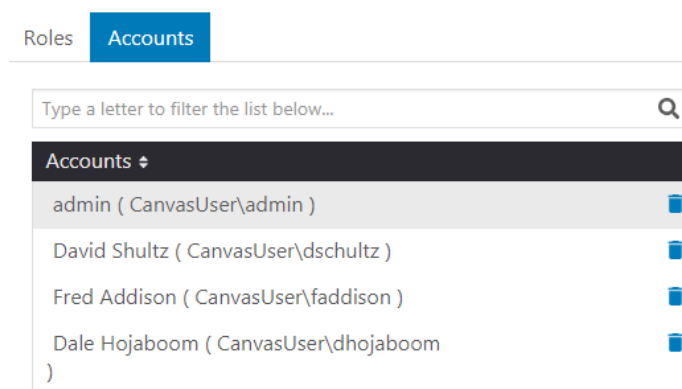 Roles Accounts
Type a letter to filter the list below...
Accounts
admin ( CanvasUser\admin )
David Shultz ( CanvasUser\dschultz )
Fred Addison ( CanvasUser\faddison )
Dale Hojaboom ( CanvasUser\dhojaboom
)